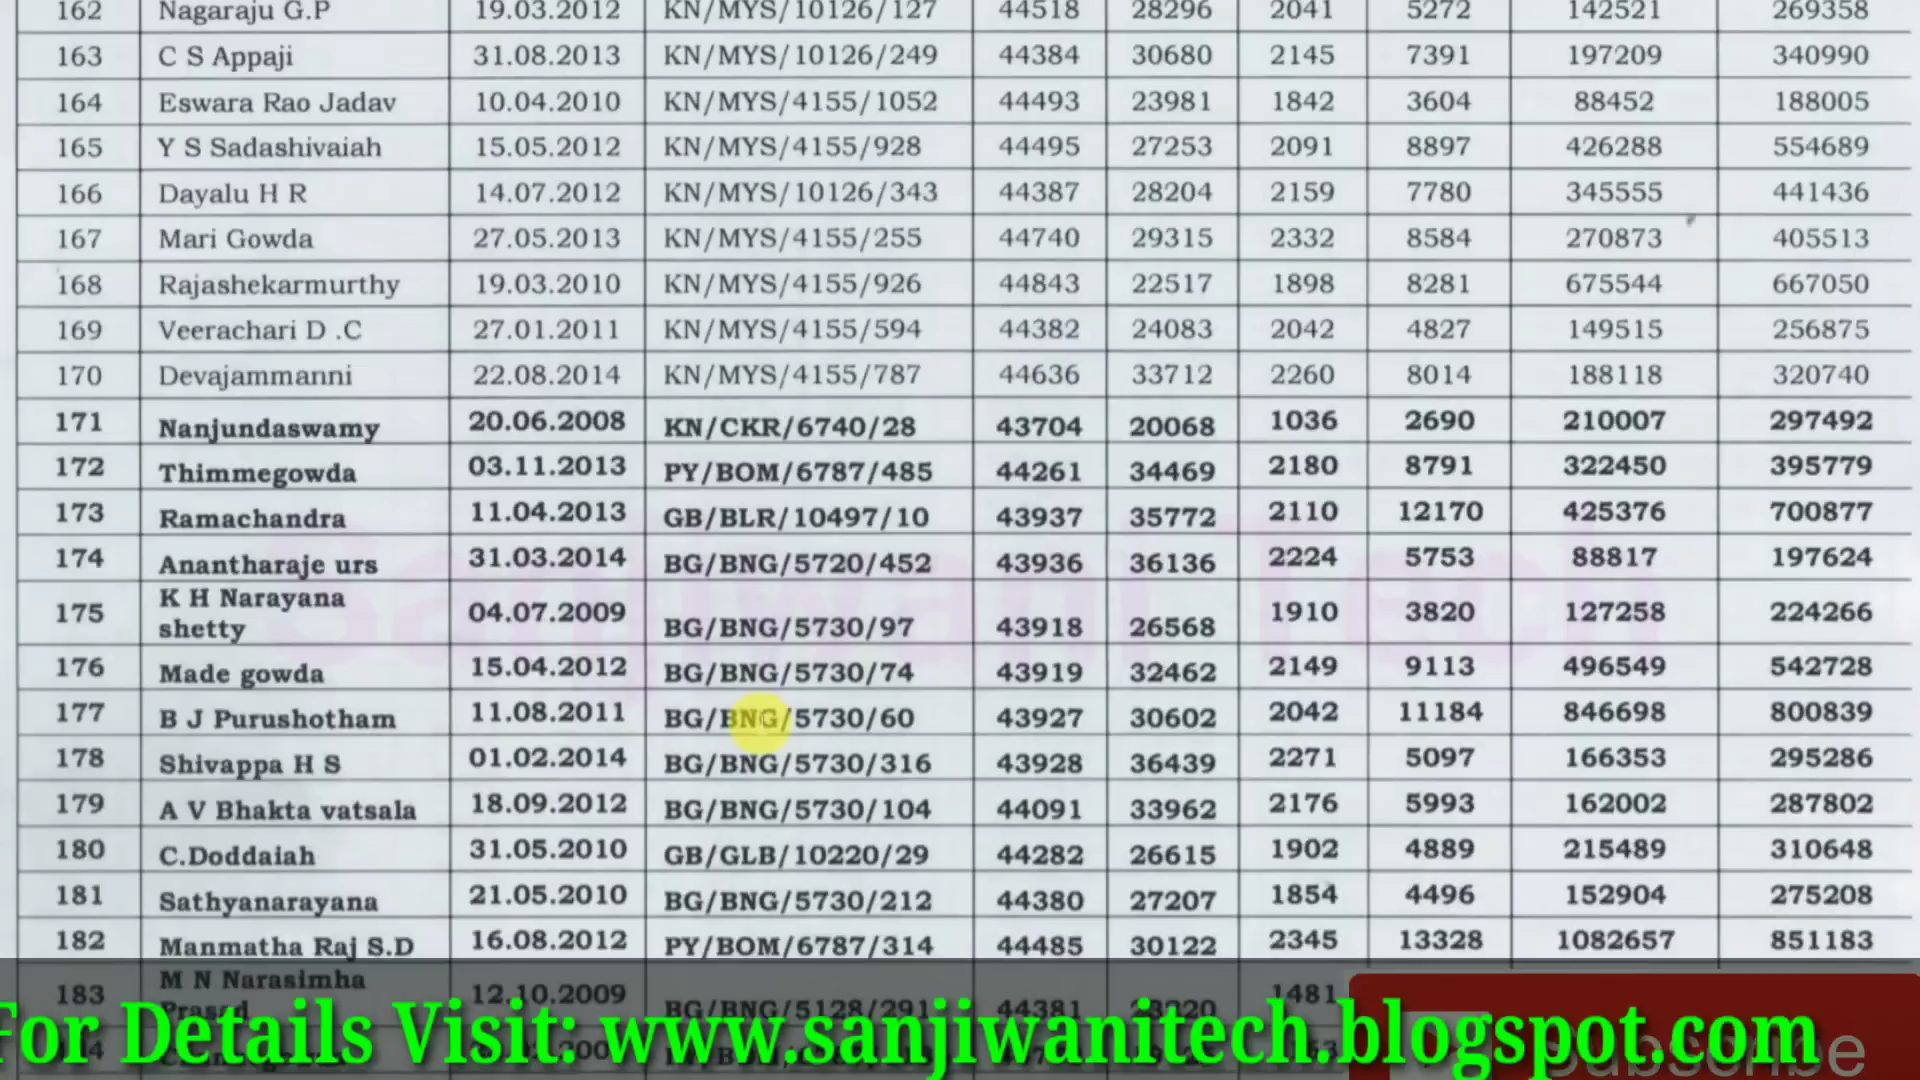 162 Nagaraju G.P 19.03.2012 KN/MYS/10126/127 44518 28296 2041 5272 142521 269358
163 C S Appaji 31.08.2013 KN/MYS/10126/249 44384 30680 2145 7391 197209 340990
164 Eswara Rao Jadav 10.04.2010 KN/MYS/4155/1052 44493 23981 1842 3604 88452 188005
165 Y S Sadashivaiah 15.05.2012 KN/MYS/4155/928 44495 27253 2091 8897 426288 554689
166 Dayalu H R 14.07.2012 KN/MYS/10126/343 44387 28204 2159 7780 345555 441436
167 Mari Gowda 27.05.2013 KN/MYS/4155/255 44740 29315 2332 8584 270873 405513
168 Rajashekarmurthy 19.03.2010 KN/MYS/4155/926 44843 22517 1898 8281 675544 667050
169 Veerachari D .C 27.01.2011 KN/MYS/4155/594 44382 24083 2042 4827 149515 256875
170 Devajammanni 22.08.2014 KN/MYS/4155/787 44636 33712 2260 8014 188118 320740
171 Nanjundaswamy 20.06.2008 KN/CKR/6740/28 43704 20068 1036 2690 210007 297492
172 Thimmegowda 03.11.2013 PY/BOM/6787/485 44261 34469 2180 8791 322450 395779
173 Ramachandra 11.04.2013 GB/BLR/10497/10 43937 35772 2110 12170 425376 700877
174 Anantharaje urs 31.03.2014 BG/BNG/5720/452 43936 36136 2224 5753 88817 197624
175 K H Narayana shetty 04.07.2009 BG/BNG/5730/97 43918 26568 1910 3820 127258 224266
176 Made gowda 15.04.2012 BG/BNG/5730/74 43919 32462 2149 9113 496549 542728
177 B J Purushotham 11.08.2011 BG/BNG/5730/60 43927 30602 2042 11184 846698 800839
178 Shivappa H S 01.02.2014 BG/BNG/5730/316 43928 36439 2271 5097 166353 295286
179 A V Bhakta vatsala 18.09.2012 BG/BNG/5730/104 44091 33962 2176 5993 162002 287802
180 C.Doddaiah 31.05.2010 GB/GLB/10220/29 44282 26615 1902 4889 215489 310648
181 Sathyanarayana 21.05.2010 BG/BNG/5730/212 44380 27207 1854 4496 152904 275208
182 Manmatha Raj S.D 16.08.2012 PY/BOM/6787/314 44485 30122 2345 13328 1082657 851183
183 M N Narasimha Prasad 12.10.2009 BG/BNG/5128/291 44381 1481
Sanjiwani Tech
For Details Visit: www.sanjiwanitech.blogspot.com
subscribe